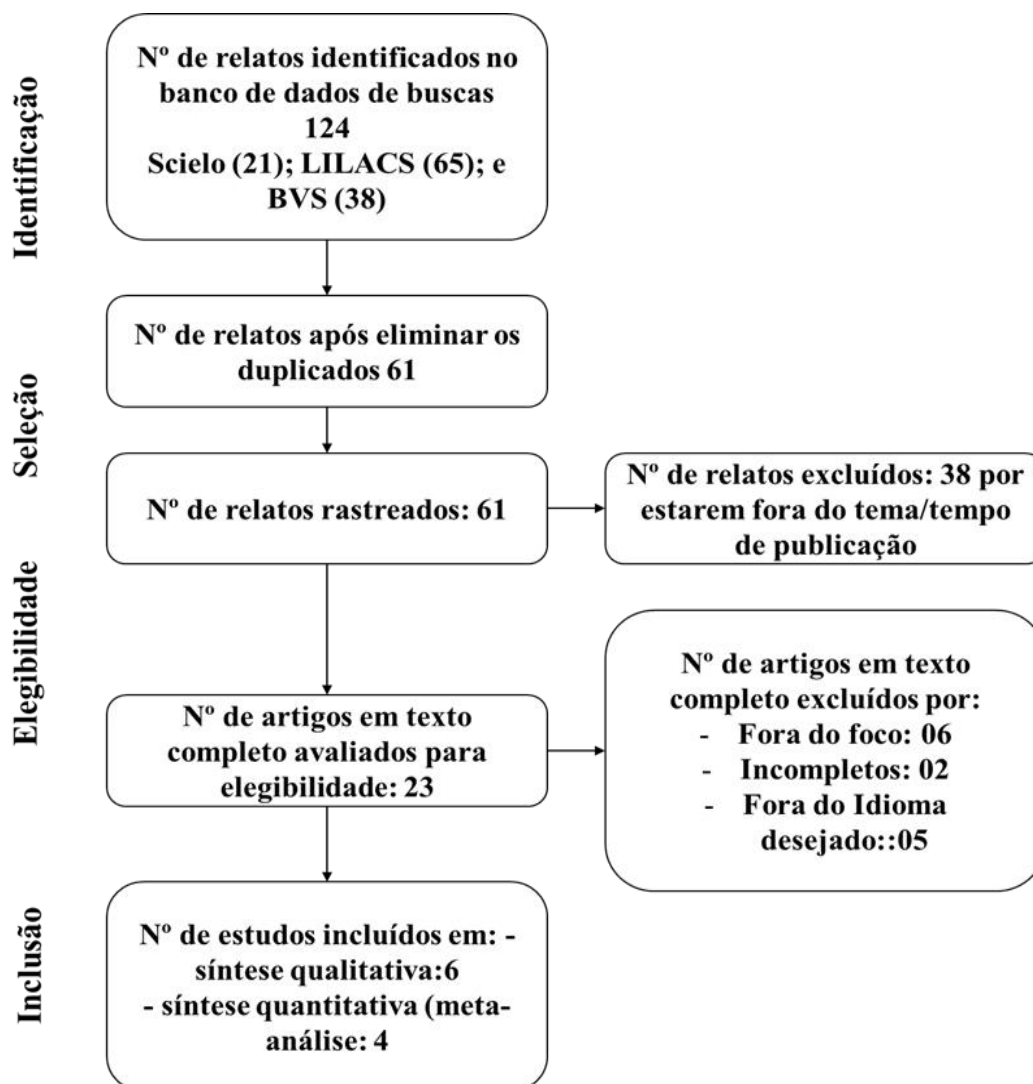 Identificação
Nº de relatos identificados no
banco de dados de buscas
124
Scielo (21); LILACS (65); e
BVS (38)
Seleção
Nº de relatos após eliminar os
duplicados 61
Nº de relatos rastreados: 61
Nº de relatos excluídos: 38 por
estarem fora do tema/tempo
de publicação
Elegibilidade
Nº de artigos em texto
completo avaliados para
elegibilidade: 23
Nº de artigos em texto
completo excluídos por:
- Fora do foco: 06
- Incompletos: 02
- Fora do Idioma
desejado::05
Inclusão
Nº de estudos incluídos em: -
síntese qualitativa:6
- síntese quantitativa (meta-
análise: 4